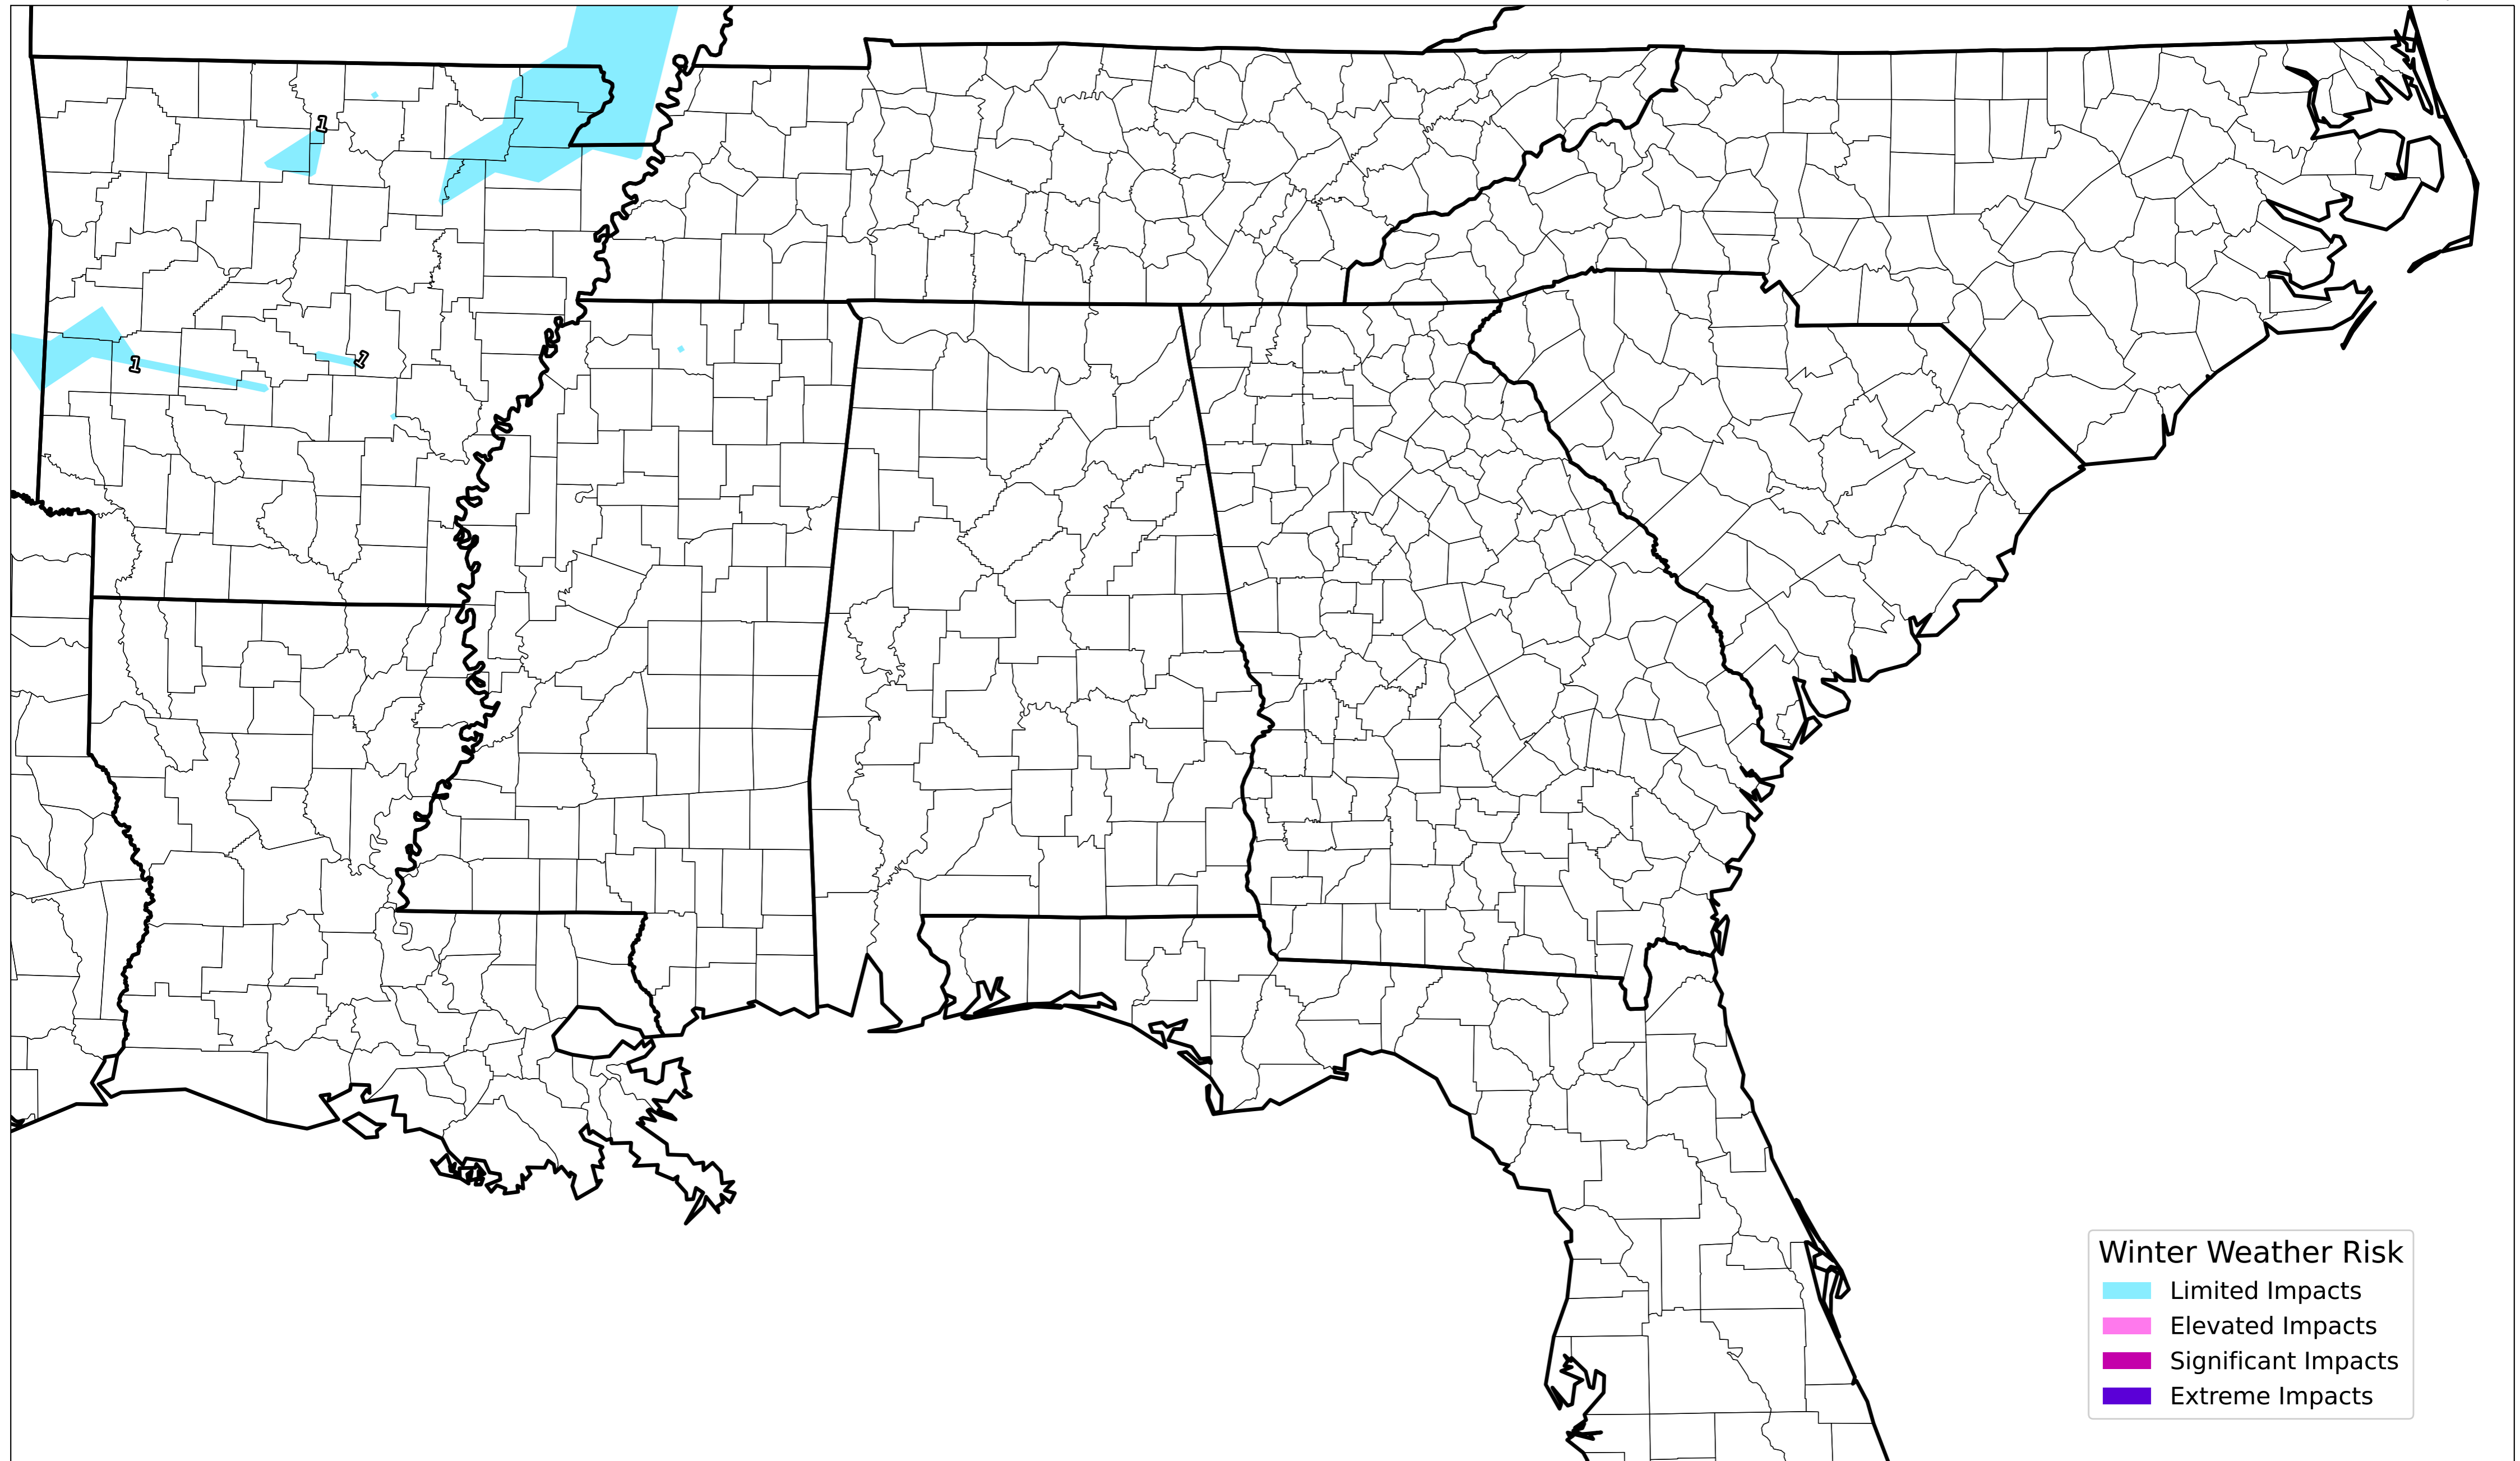 1
1
1
Winter Weather Risk
Limited Impacts
Elevated Impacts
Significant Impacts
Extreme Impacts